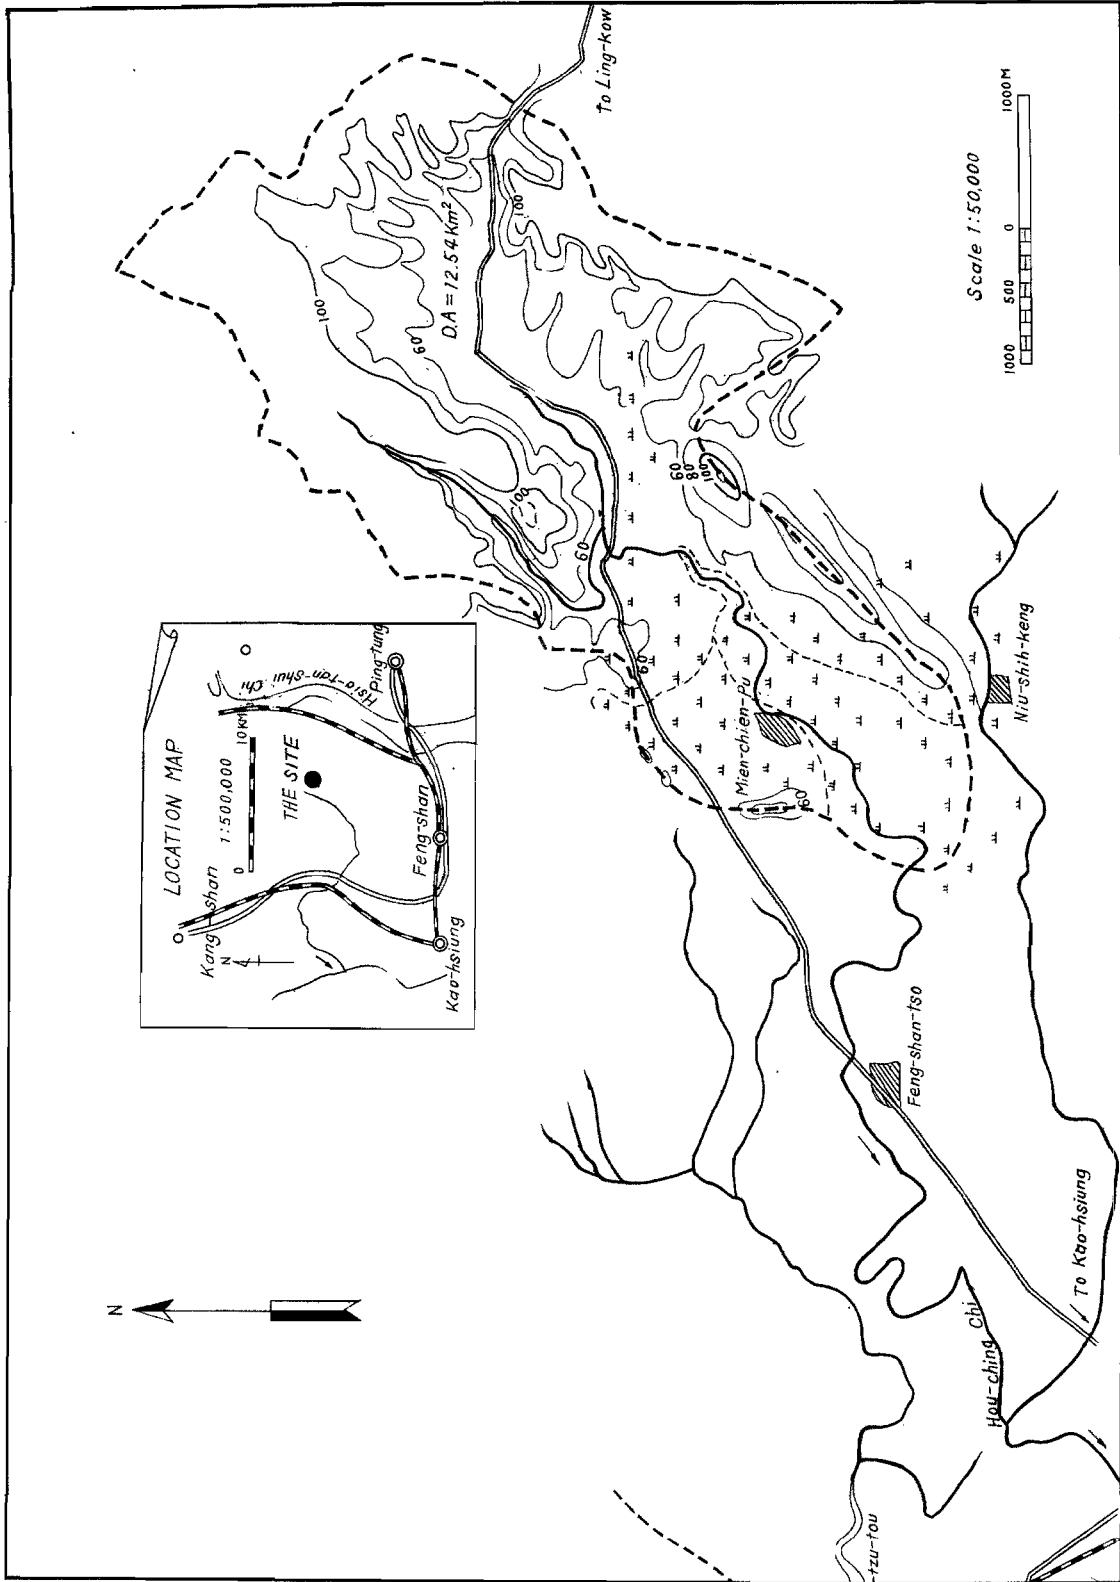 N
LOCATION MAP
1:500,000
0
10KM
THE SITE
Kang-shan
N
Hsia-tan-shui Chi
Ping-tung
Feng-shan
Kao-hsiung
To Ling-kow
D.A=12.54Km²
100
60
100
100
60
60
80
100
60
60
Mien-chien-Pu
Niu-shih-keng
Feng-shan-tso
Hou-ching Chi
To Kao-hsiung
-tzu-tou
Scale 1:50,000
1000
500
0
1000M